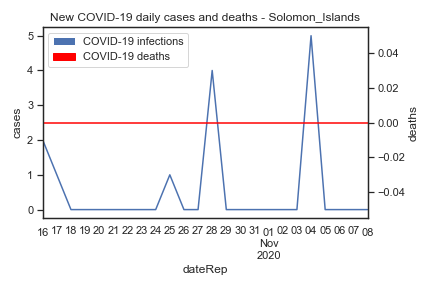 New COVID-19 daily cases and deaths - Solomon_Islands
COVID-19 infections
COVID-19 deaths
5
4
3
2
1
0
cases
0.04
0.02
0.00
−0.02
−0.04
deaths
16 17 18 19 20 21 22 23 24 25 26 27 28 29 30 31 01 02 03 04 05 06 07 08
Nov
2020
dateRep